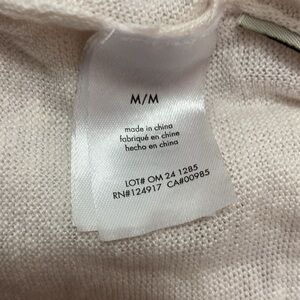 M/M
made in china
fabriqué en chine
hecho en china
LOT# OM 24 1285
RN#124917 CA#00985